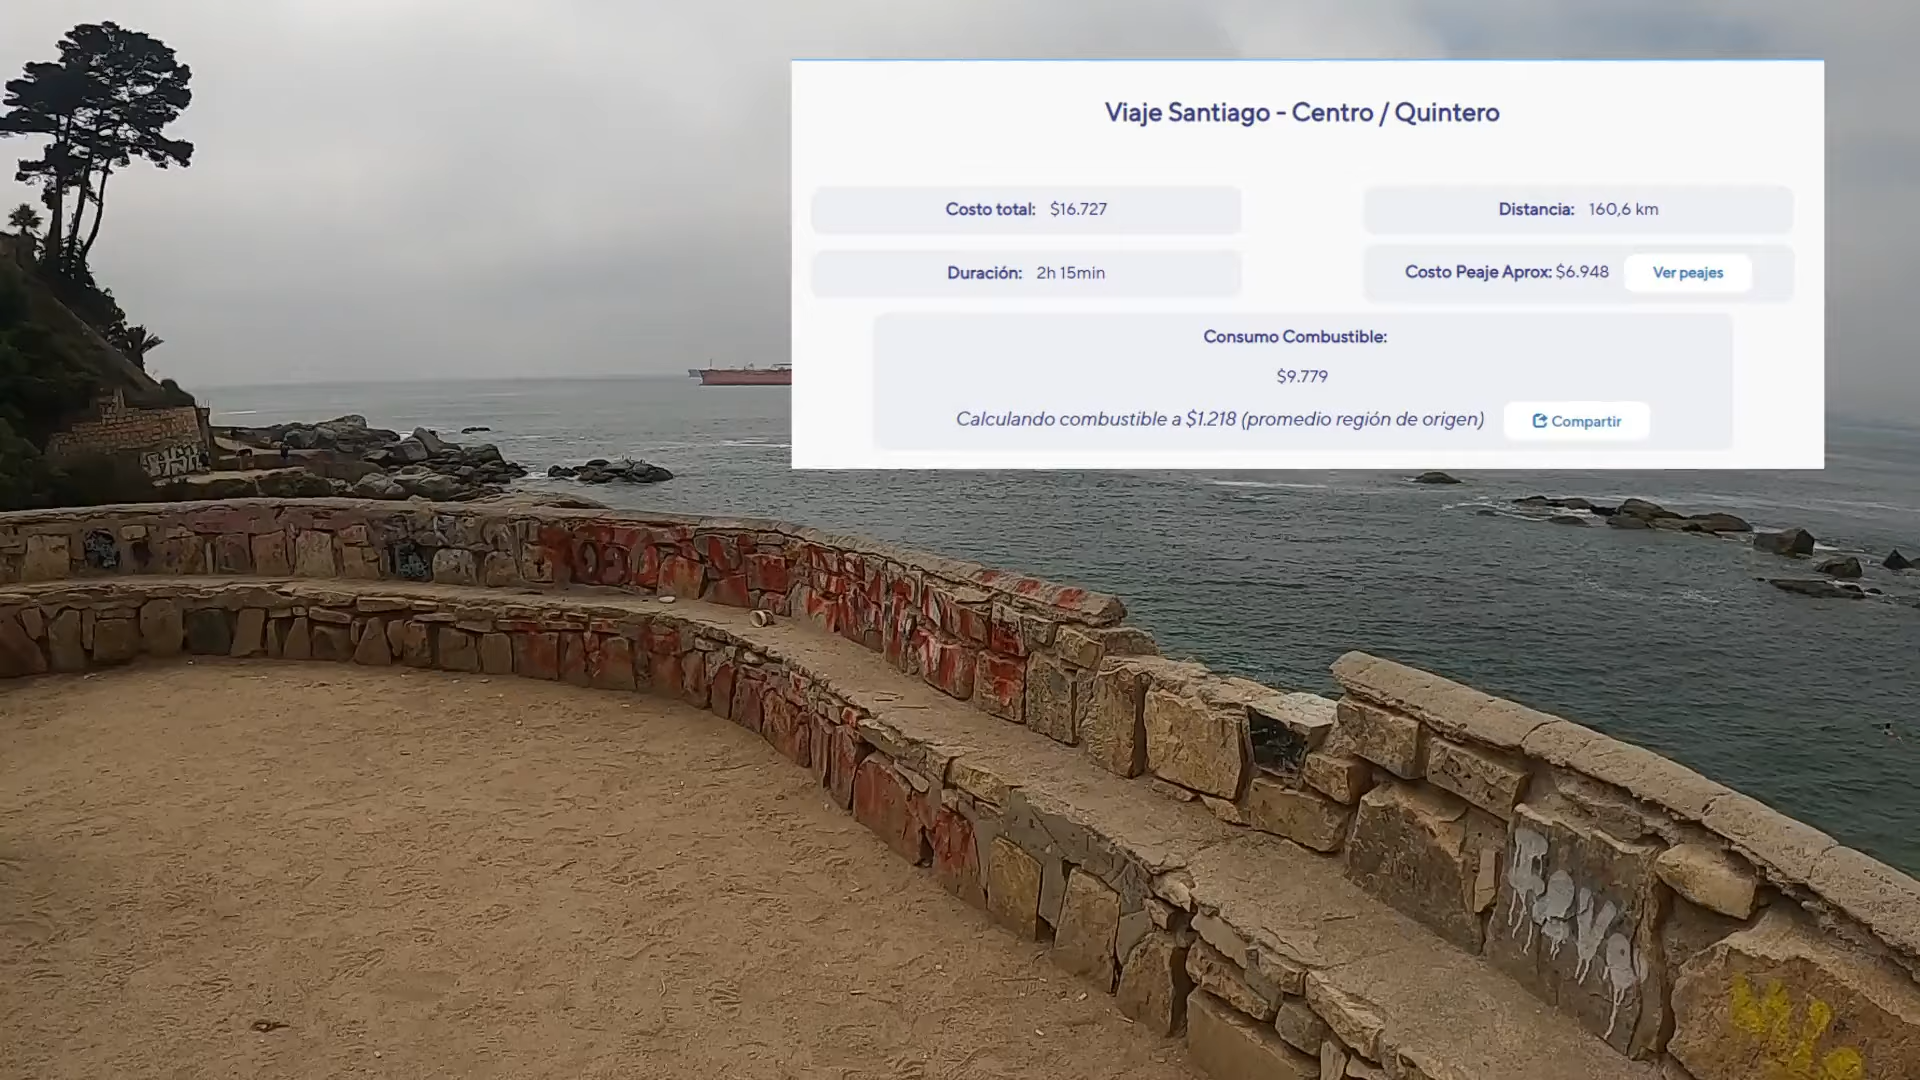 Viaje Santiago - Centro / Quintero
Costo total: $16.727
Distancia: 160,6 km
Duración: 2h 15min
Costo Peaje Aprox: $6.948 Ver peajes
Consumo Combustible:
$9.779
Calculando combustible a $1.218 (promedio región de origen)
Compartir